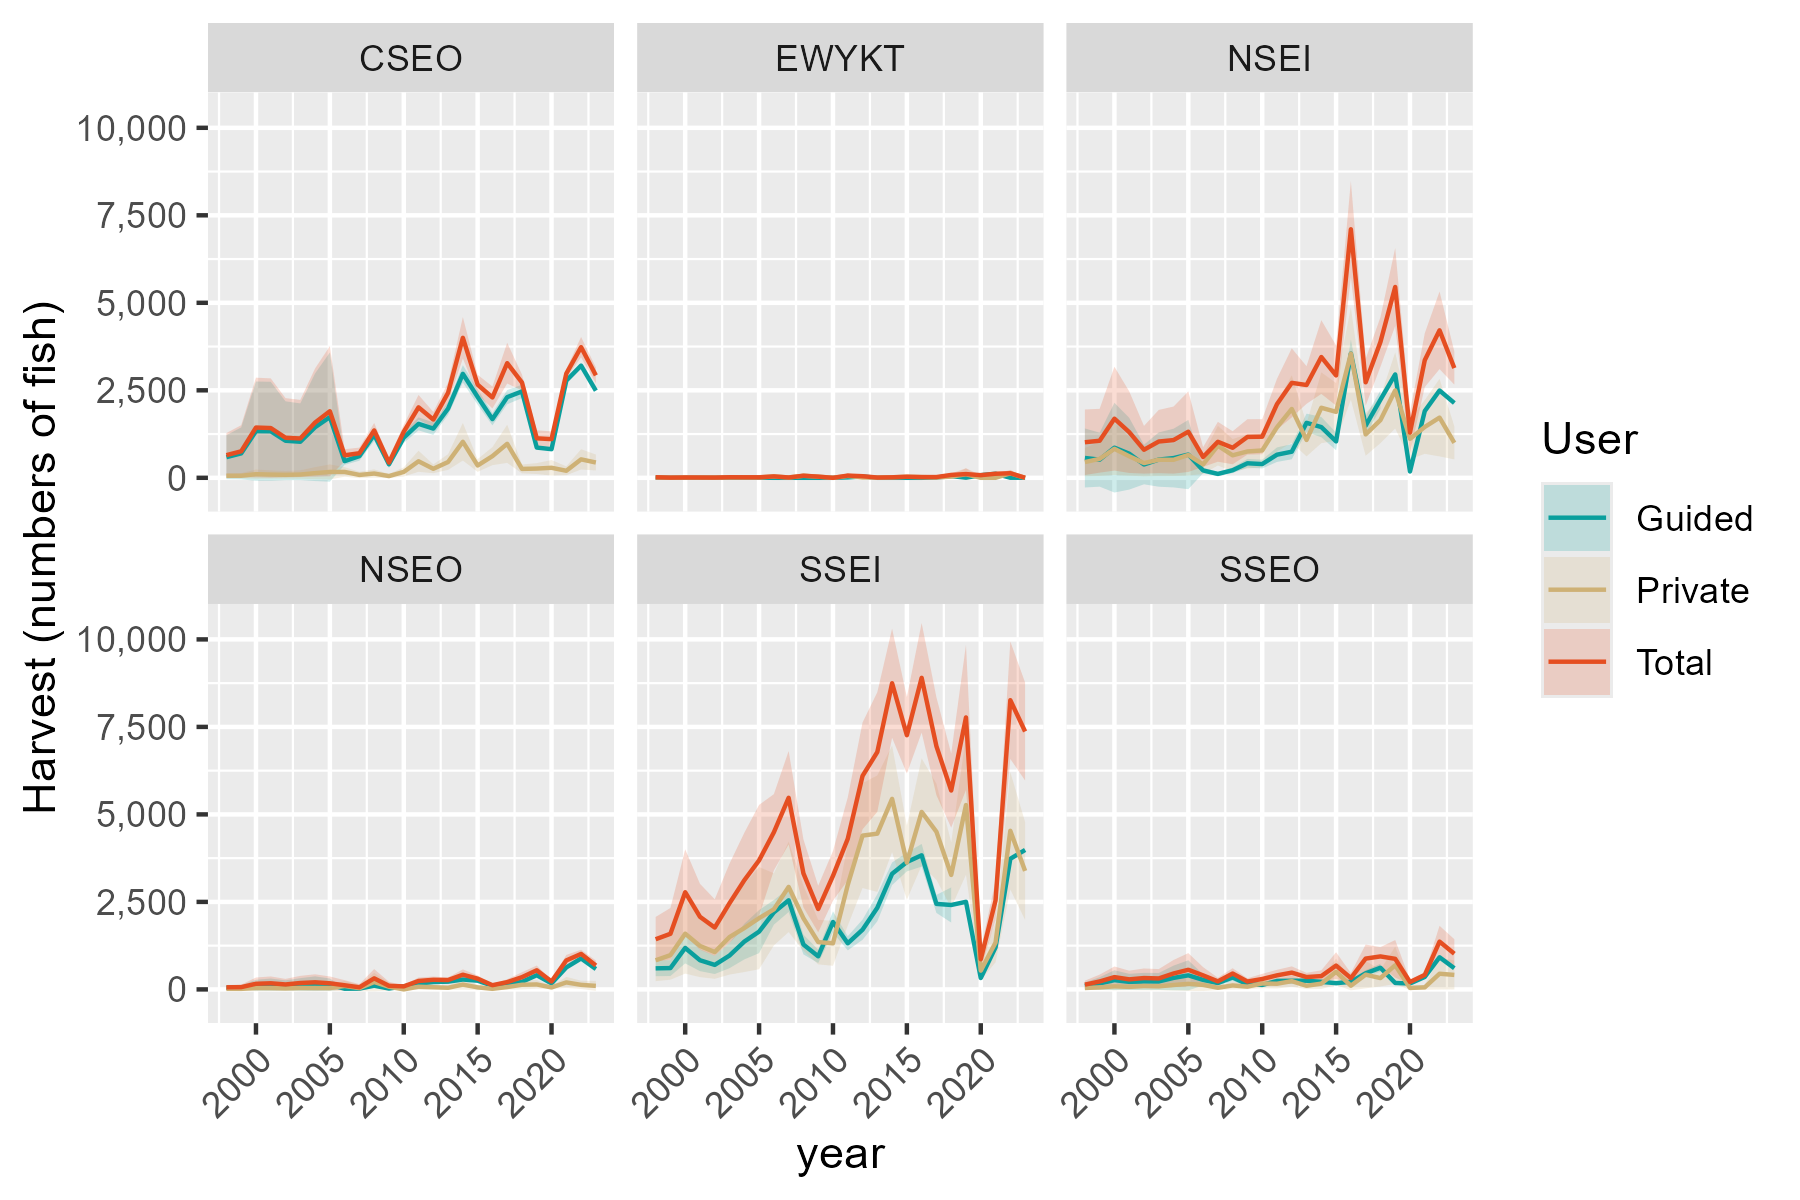 CSEO EWYKT NSEI
10,000
7,500
5,000
2,500
0
NSEO SSEI SSEO
10,000
7,500
5,000
2,500
0
2000 2005 2010 2015 2020 2000 2005 2010 2015 2020 2000 2005 2010 2015 2020
year
Harvest (numbers of fish)
User
Guided
Private
Total